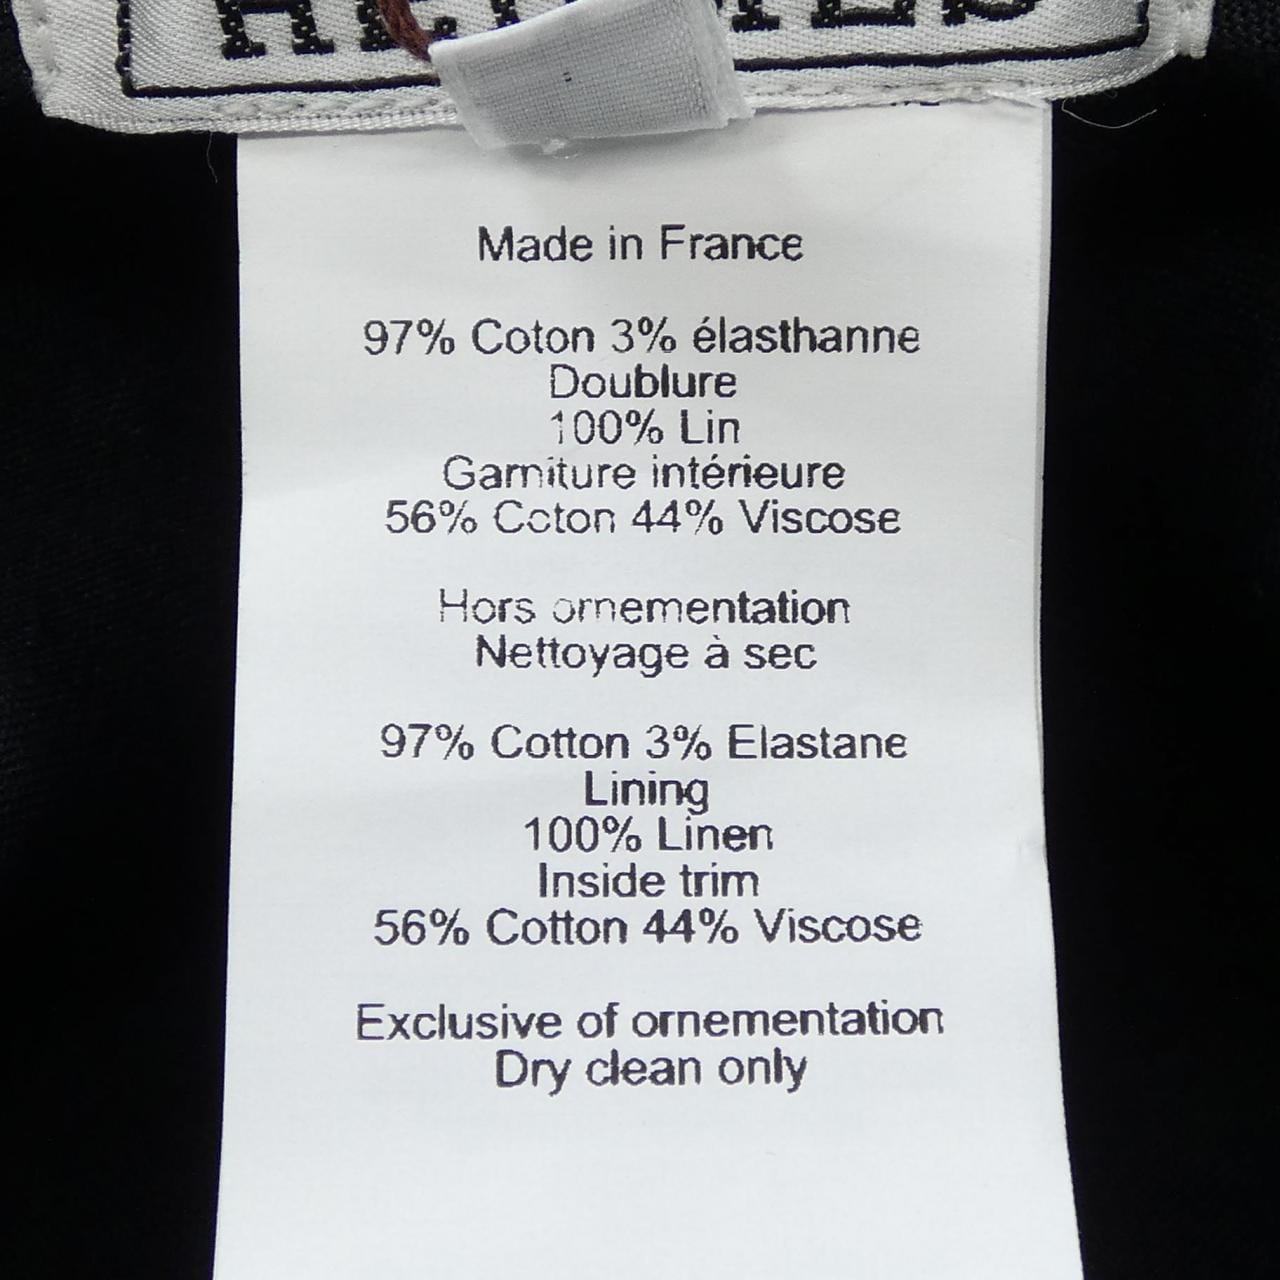 HERMES
Made in France
97% Coton 3% élasthanne
Doublure
100% Lin
Garniture intérieure
56% Coton 44% Viscose
Hors ornementation
Nettoyage à sec
97% Cotton 3% Elastane
Lining
100% Linen
Inside trim
56% Cotton 44% Viscose
Exclusive of ornementation
Dry clean only